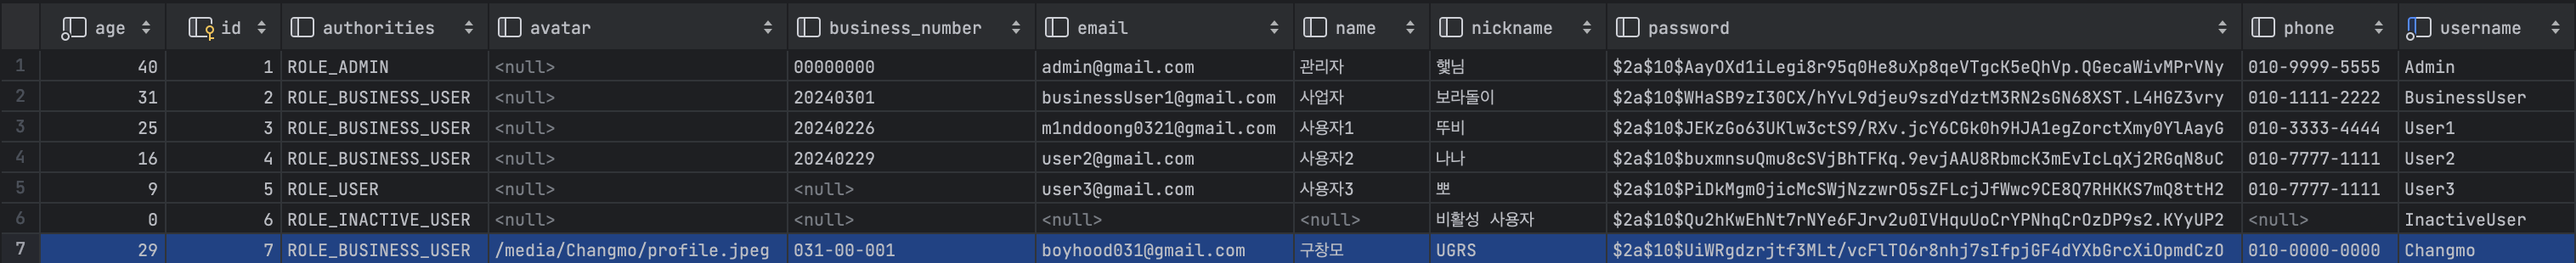 age id authorities avatar business_number email name nickname password phone username
1 40 1 ROLE_ADMIN <null> 00000000 admin@gmail.com 관리자 햋님 $2a$10$AayOXd1iLegi8r95q0He8uXp8qeVTgcK5eQhVp.QGecaWivMPrVNy 010-9999-5555 Admin
2 31 2 ROLE_BUSINESS_USER <null> 20240301 businessUser1@gmail.com 사업자 보라돌이 $2a$10$WHaSB9zI30CX/hYvL9djeu9szdYdztM3RN2sGN68XST.L4HGZ3vry 010-1111-2222 BusinessUser
3 25 3 ROLE_BUSINESS_USER <null> 20240226 m1nddoong0321@gmail.com 사용자1 뚜비 $2a$10$JEKzGo63UKlw3ctS9/RXv.jcY6CGk0h9HJA1egZorctXmy0YlAayG 010-3333-4444 User1
4 16 4 ROLE_BUSINESS_USER <null> 20240229 user2@gmail.com 사용자2 나나 $2a$10$buxmnsuQmu8cSVjBhTFKq.9evjAAU8RbmcK3mEvIcLqXj2RGqN8uC 010-7777-1111 User2
5 9 5 ROLE_USER <null> <null> user3@gmail.com 사용자3 뽀 $2a$10$PiDkMgm0jicMcSWjNzzwrO5sZFLcjJfWwc9CE8Q7RHKKS7mQ8ttH2 010-7777-1111 User3
6 0 6 ROLE_INACTIVE_USER <null> <null> <null> <null> 비활성 사용자 $2a$10$Qu2hKwEhNt7rNYe6FJrv2u0IVHquUoCrYPNhqCrOzDP9s2.KYyUP2 <null> InactiveUser
7 29 7 ROLE_BUSINESS_USER /media/Changmo/profile.jpeg 031-00-001 boyhood031@gmail.com 구창모 UGRS $2a$10$UiWRgdzrjtf3MLt/vcFlTO6r8nhj7sIfpjGF4dYXbGrcXiOpmdCzO 010-0000-0000 Changmo